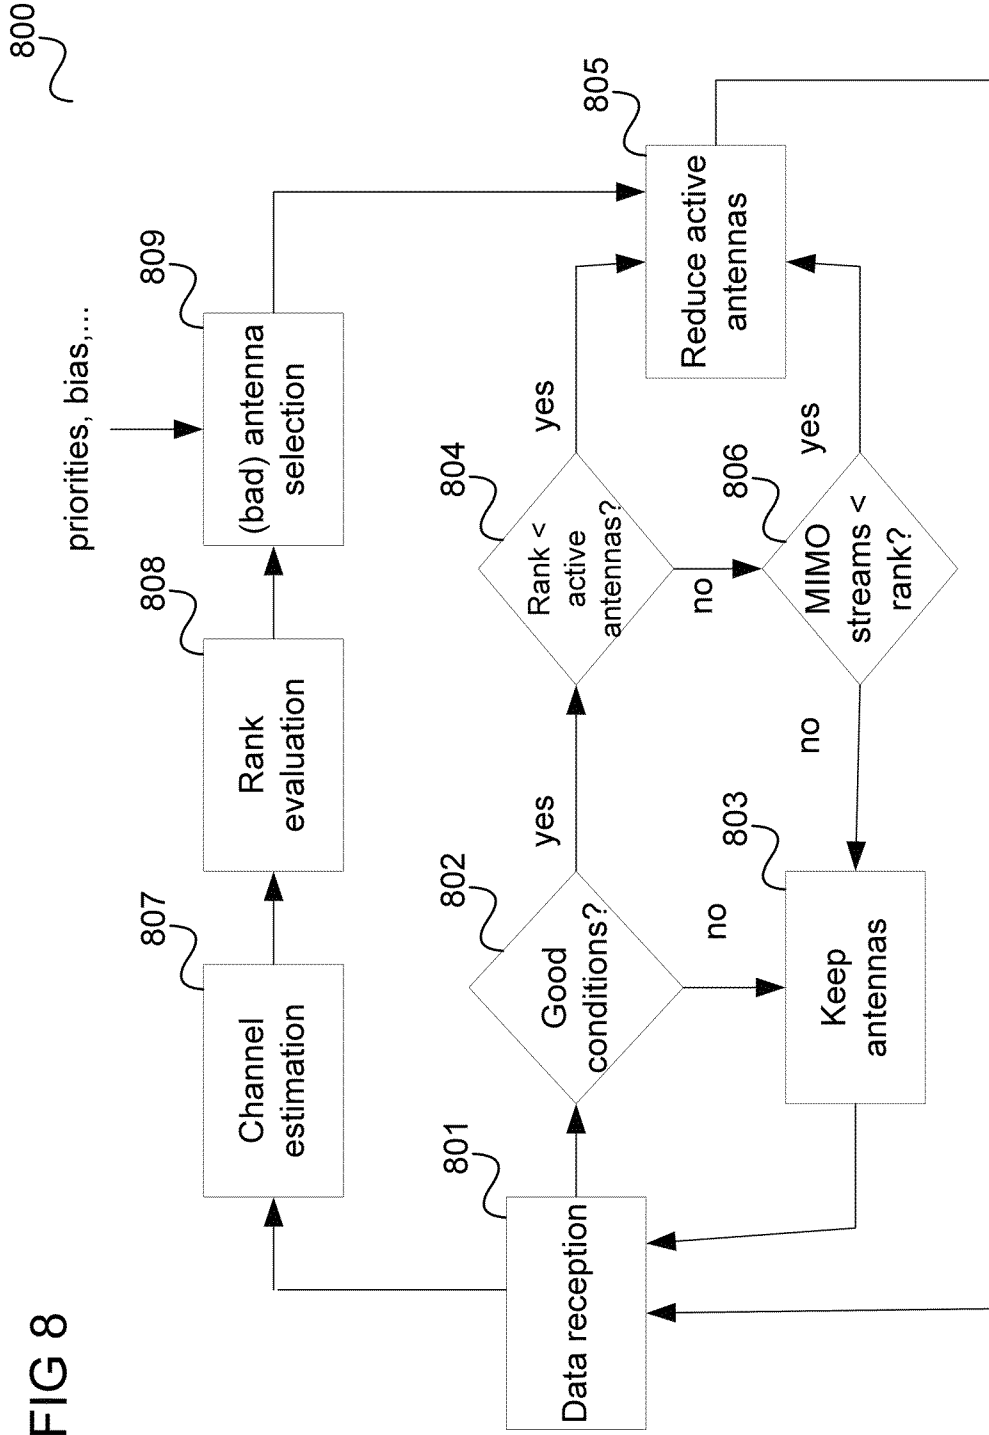 FIG 8
800
priorities, bias,...
807
Channel
estimation
808
Rank
evaluation
809
(bad) antenna
selection
801
Data reception
802
Good
conditions?
yes
no
804
Rank <
active
antennas?
yes
no
805
Reduce active
antennas
803
Keep
antennas
no
806
MIMO
streams <
rank?
yes